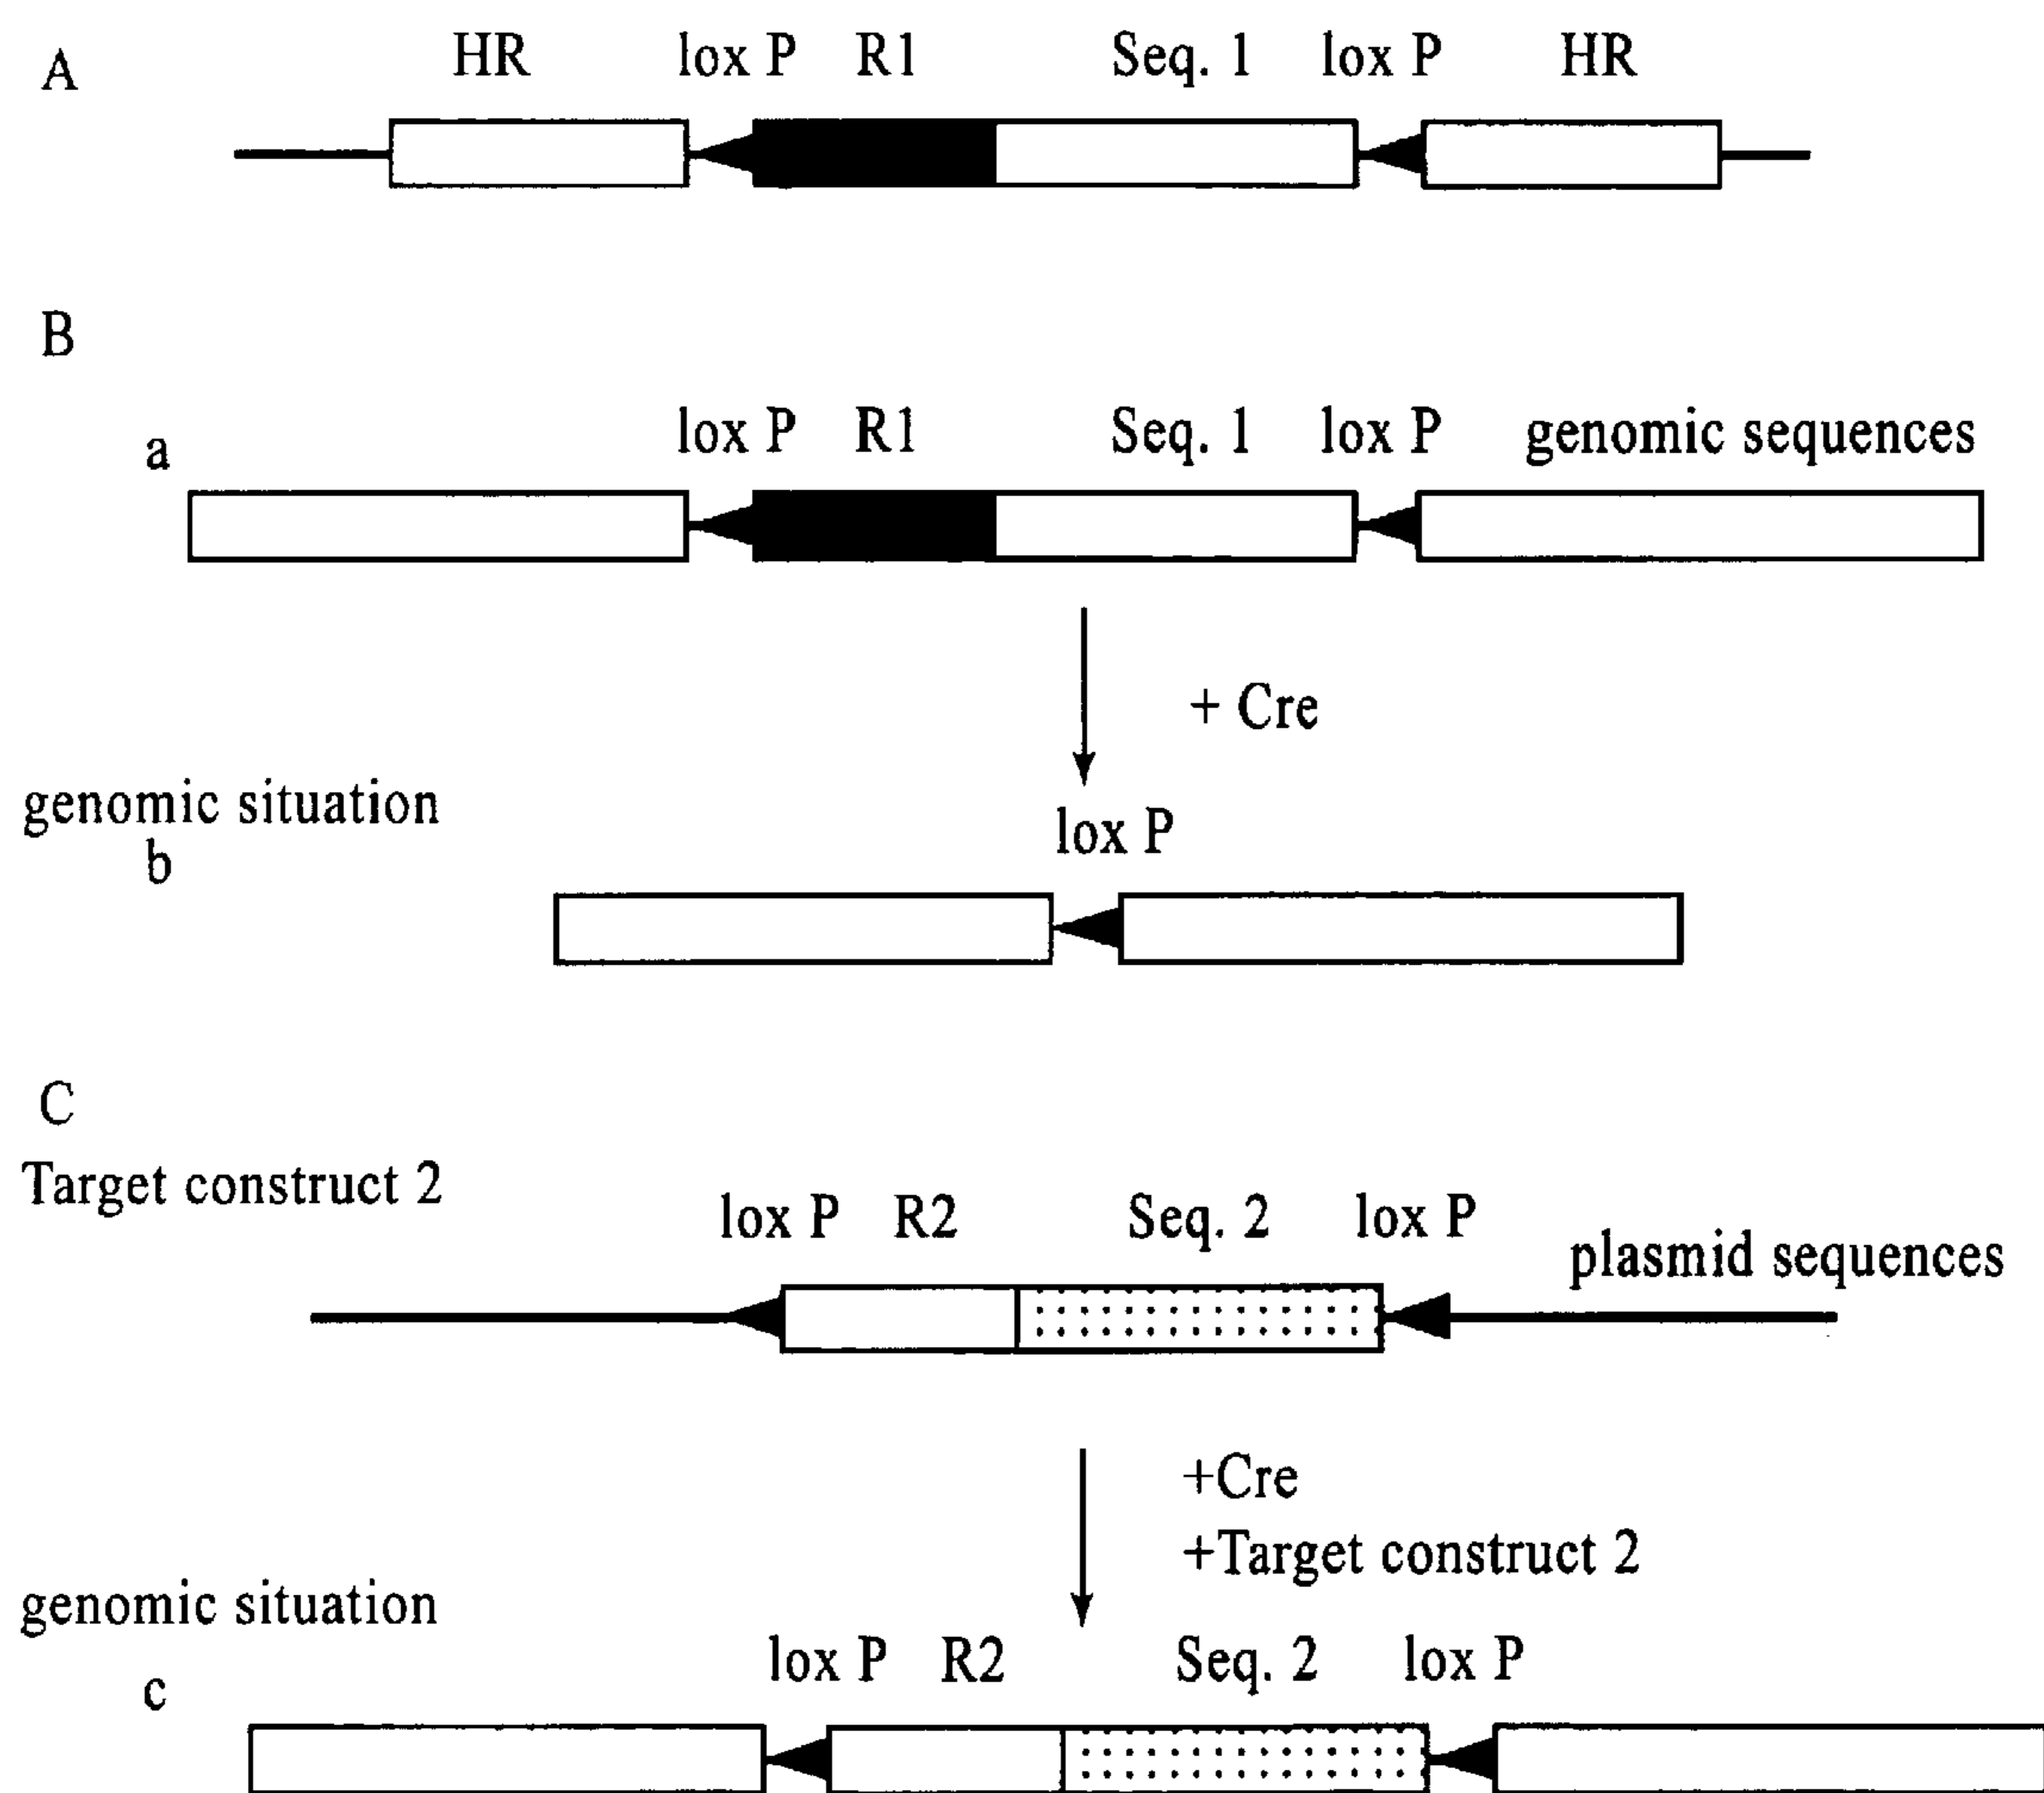 A
HR lox P R1 Seq. 1 lox P HR
B
a
lox P R1 Seq. 1 lox P genomic sequences
+ Cre
genomic situation
b
lox P
C
Target construct 2
lox P R2 Seq. 2 lox P
plasmid sequences
+Cre
+Target construct 2
genomic situation
c
lox P R2 Seq. 2 lox P